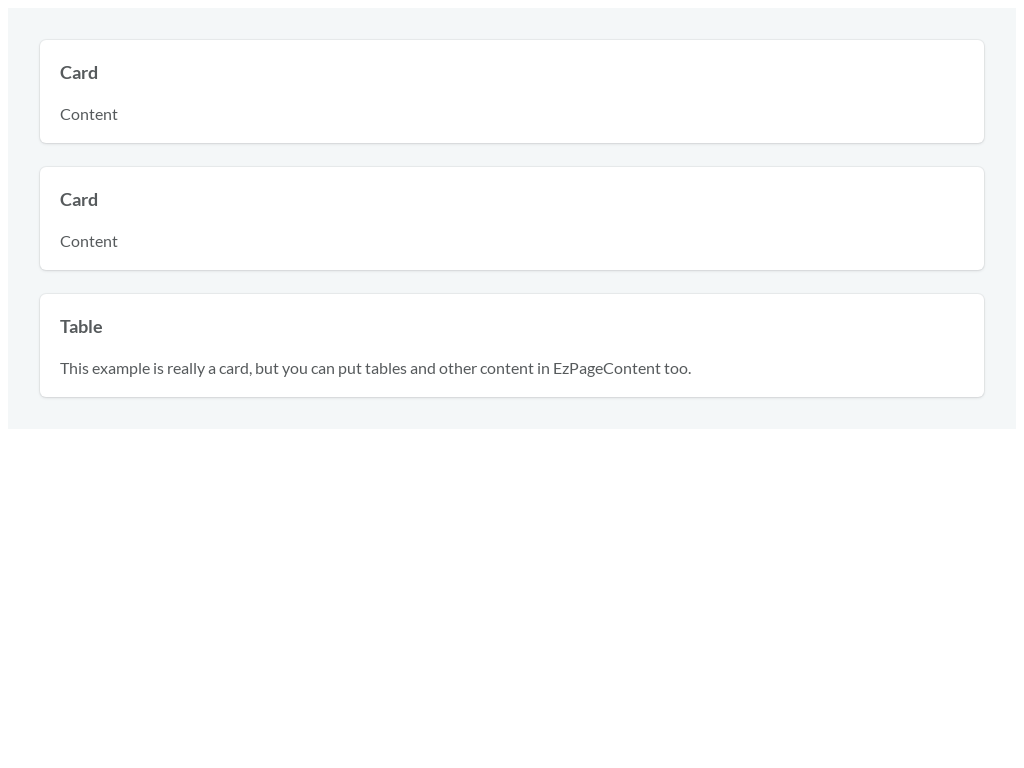 Card
Content
Card
Content
Table
This example is really a card, but you can put tables and other content in EzPageContent too.